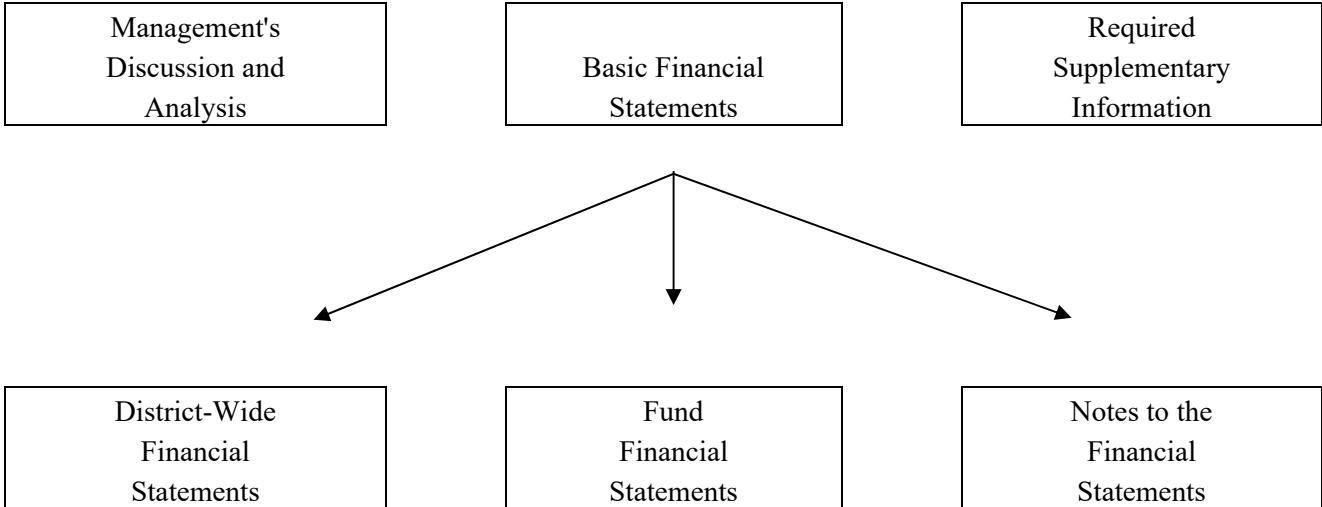 Management's
Discussion and
Analysis
Basic Financial
Statements
Required
Supplementary
Information
District-Wide
Financial
Statements
Fund
Financial
Statements
Notes to the
Financial
Statements